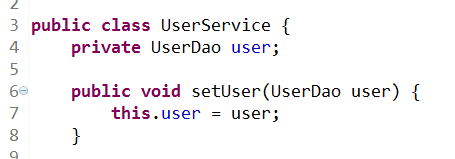 2
3 public class UserService {
4     private UserDao user;
5
6     public void setUser(UserDao user) {
7         this.user = user;
8     }
9